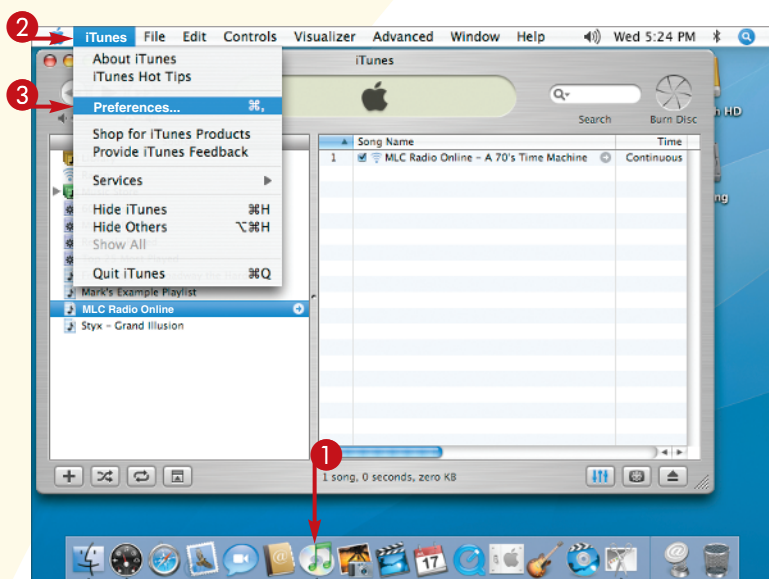 2
iTunes File Edit Controls Visualizer Advanced Window Help Wed 5:24 PM
About iTunes
iTunes Hot Tips
3
Preferences... ⌘,
Shop for iTunes Products
Provide iTunes Feedback
Services
Hide iTunes ⌘H
Hide Others ⌥⌘H
Show All
Quit iTunes ⌘Q
iTunes
Search
Burn Disc
HD
Song Name Time
1 MLC Radio Online – A 70's Time Machine Continuous
ng
Mark's Example Playlist
MLC Radio Online
Styx – Grand Illusion
1
1 song, 0 seconds, zero KB
17